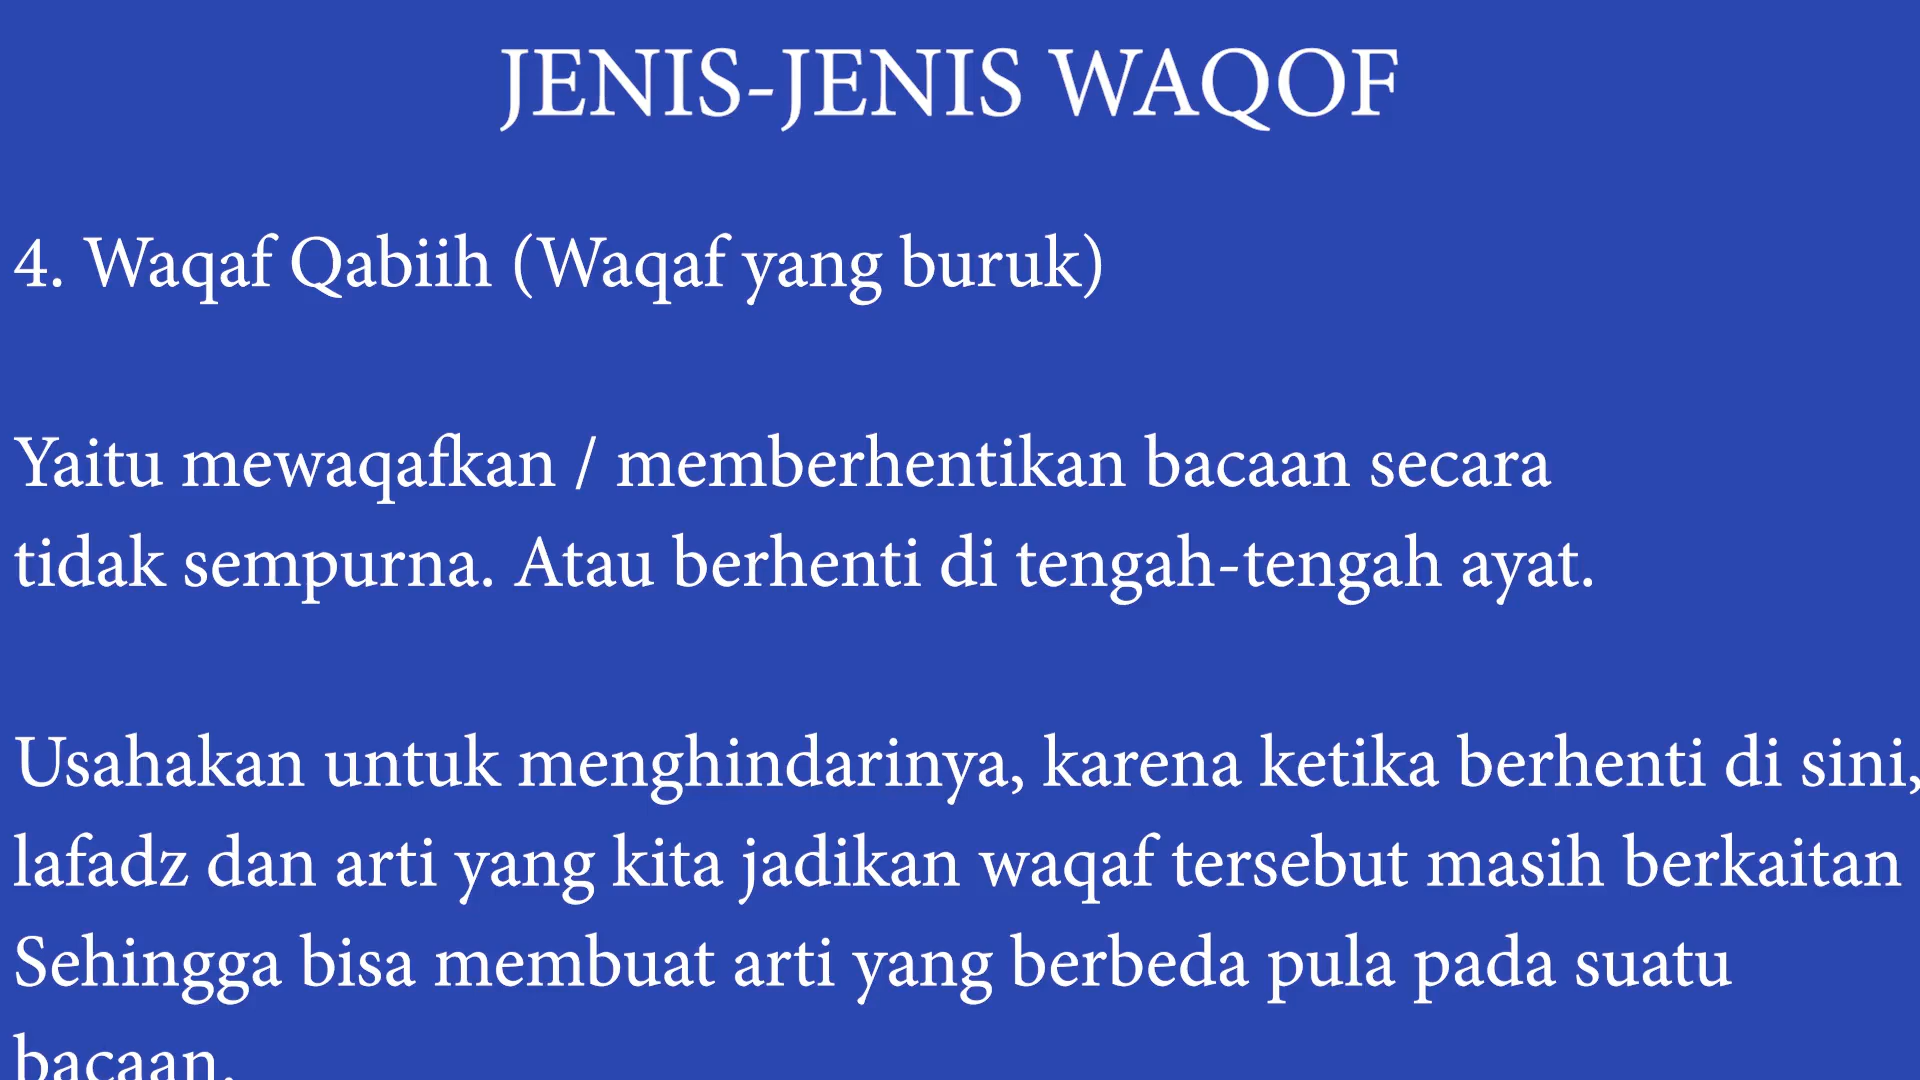 JENIS-JENIS WAQOF
4. Waqaf Qabiih (Waqaf yang buruk)
Yaitu mewaqafkan / memberhentikan bacaan secara
tidak sempurna. Atau berhenti di tengah-tengah ayat.
Usahakan untuk menghindarinya, karena ketika berhenti di sini,
lafadz dan arti yang kita jadikan waqaf tersebut masih berkaitan
Sehingga bisa membuat arti yang berbeda pula pada suatu
bacaan.